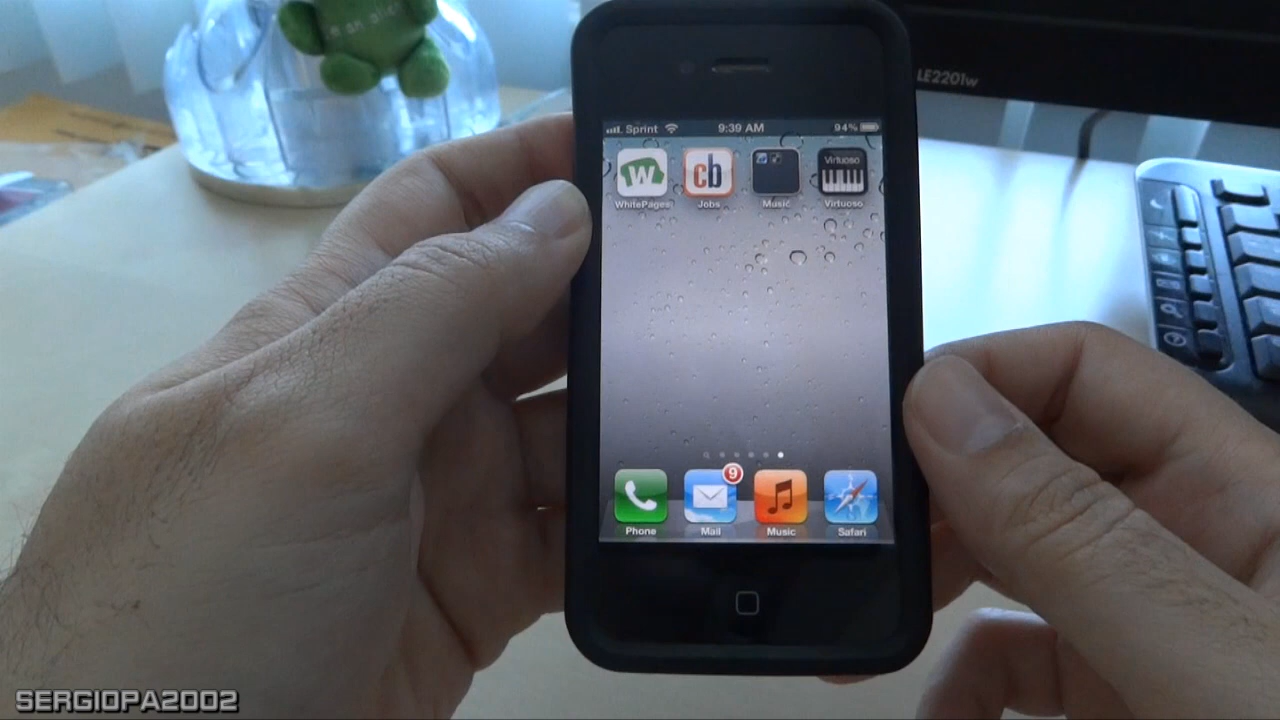 LE2201w
Sprint 9:39 AM 94%
W cb Virtuoso
WhitePages Jobs Music Virtuoso
9
Phone Mail Music Safari
SERGIOPA2002